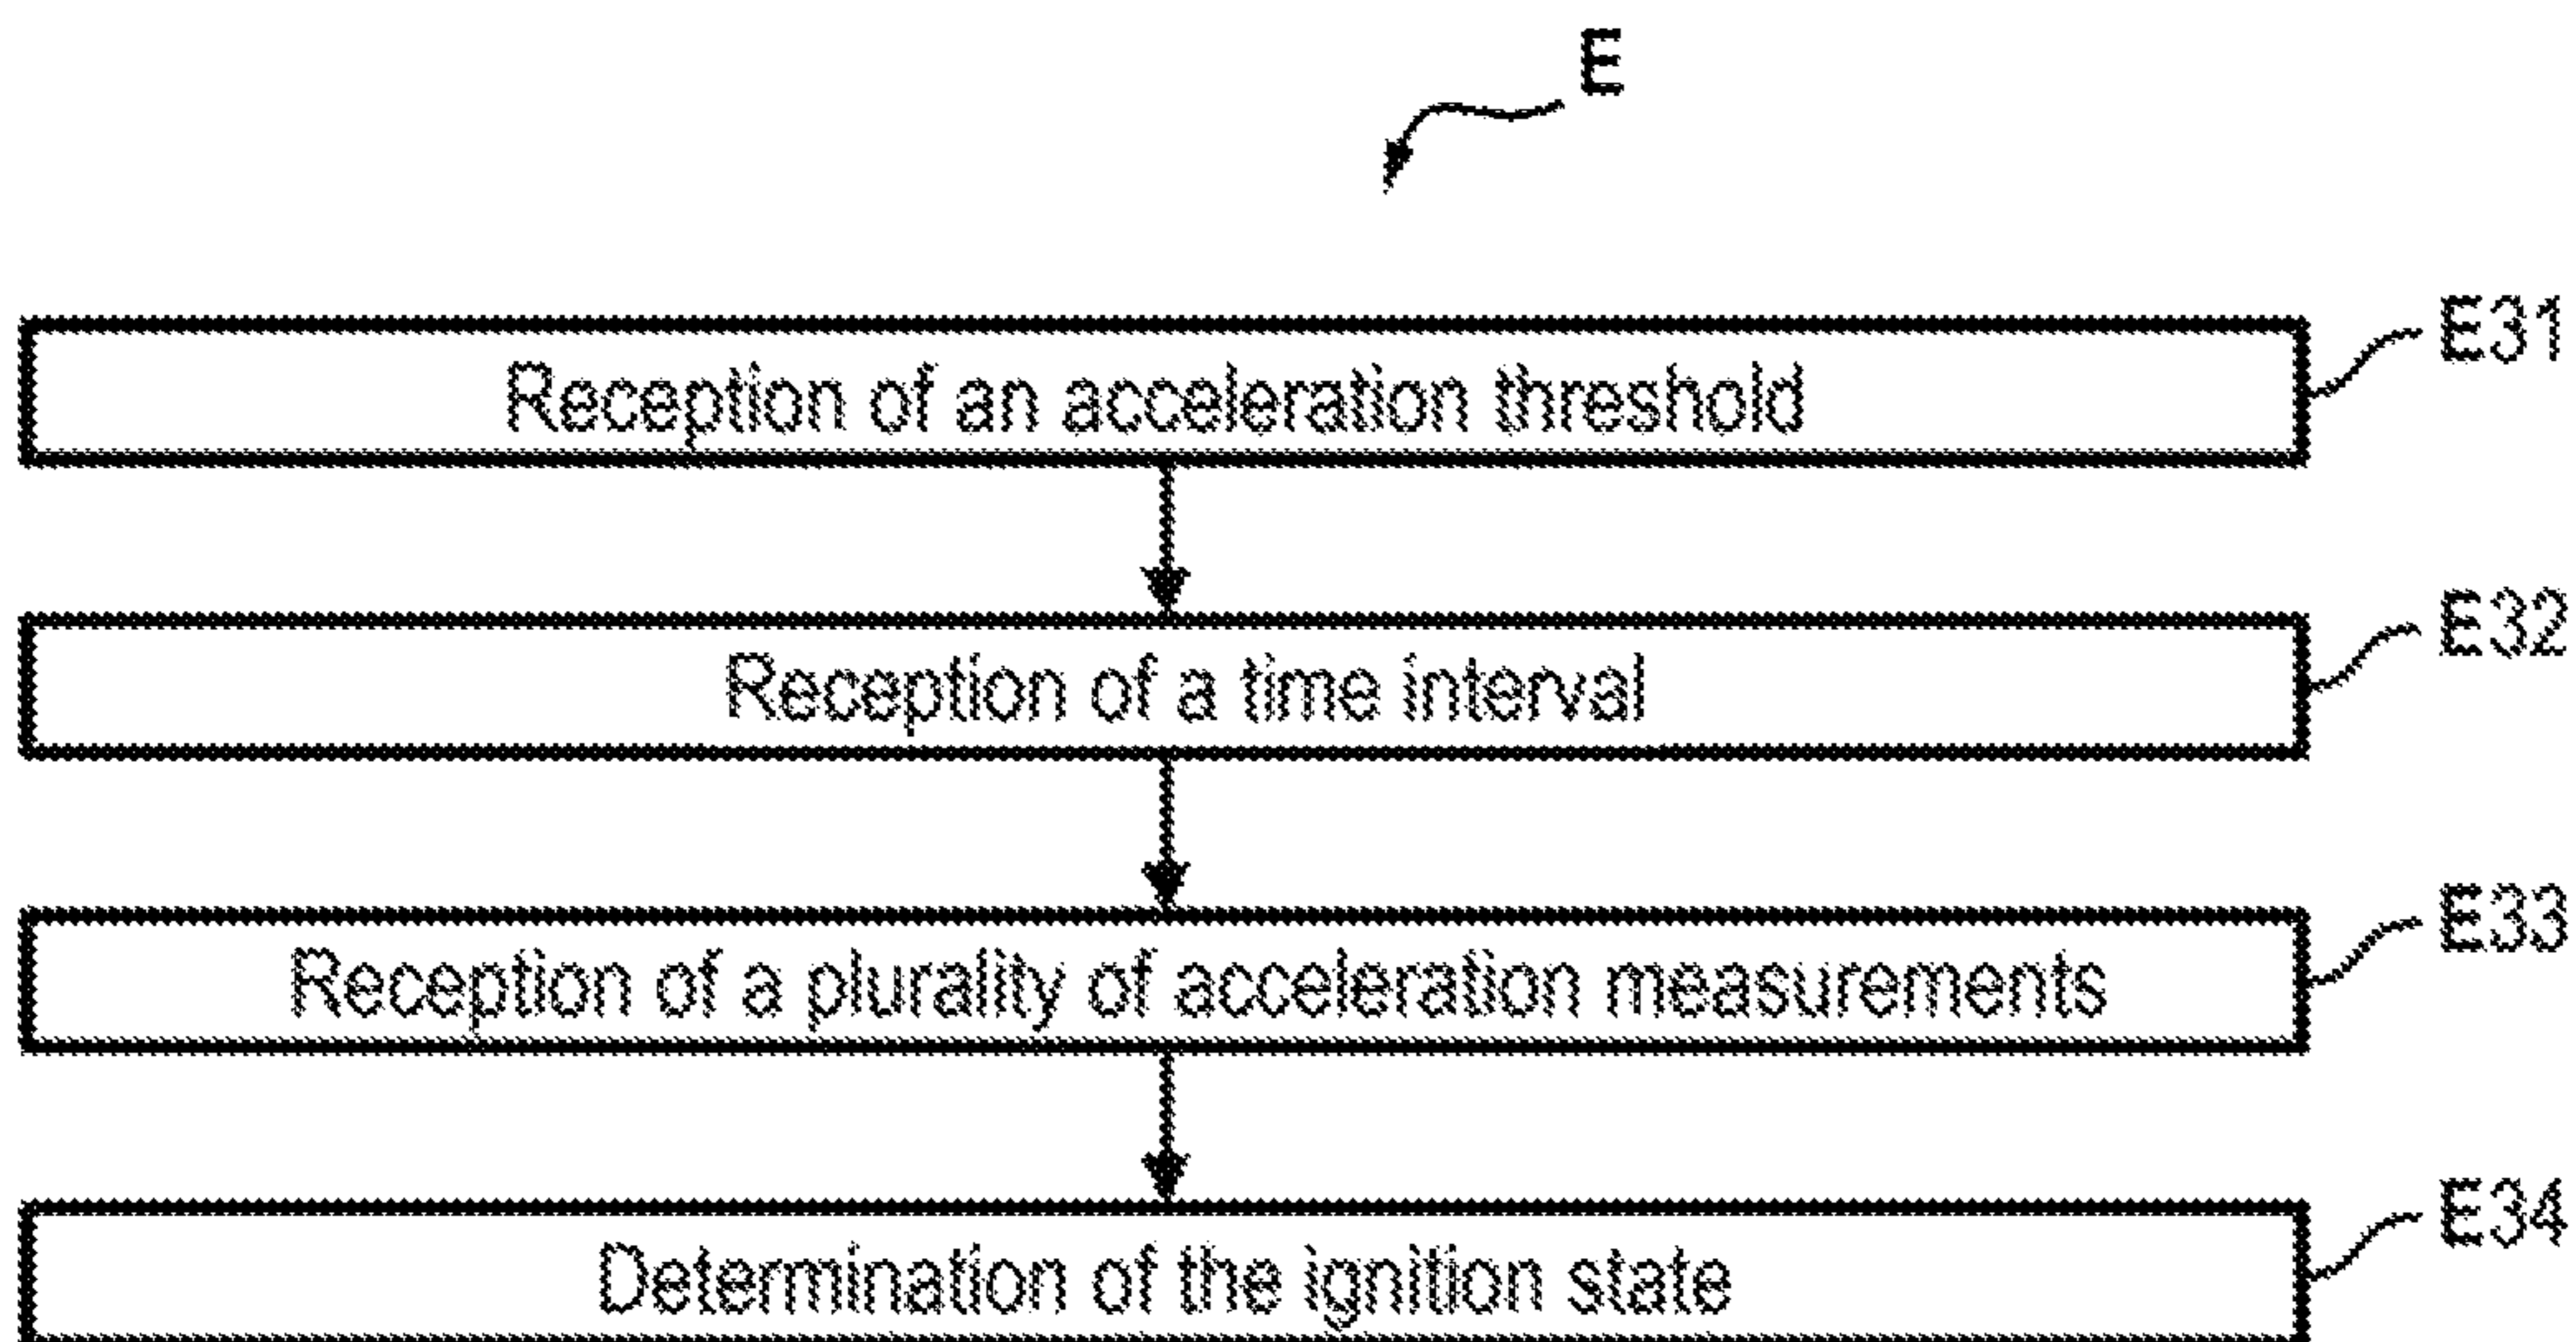 E
E31
Reception of an acceleration threshold
E32
Reception of a time interval
E33
Reception of a plurality of acceleration measurements
E34
Determination of the ignition state